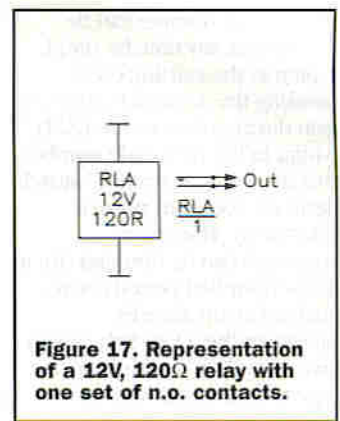 RLA
12V
120R
Out
RLA
1
Figure 17. Representation
of a 12V, 120Ω relay with
one set of n.o. contacts.